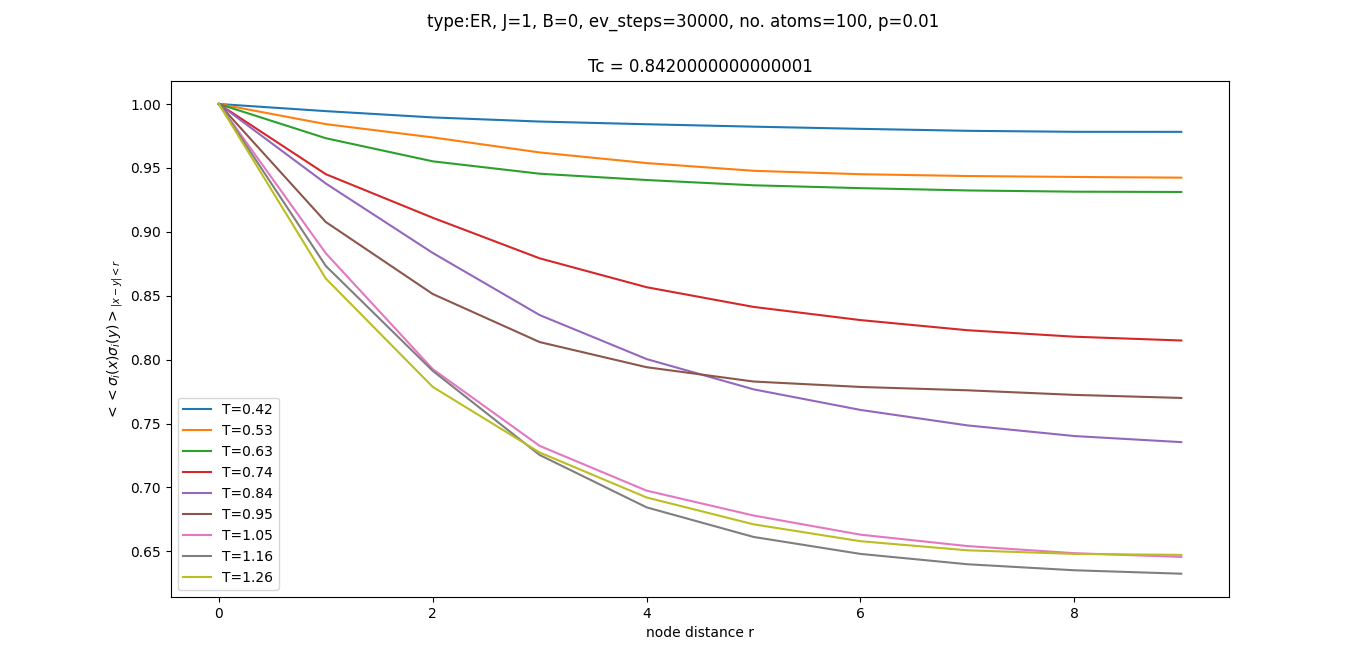 type:ER, J=1, B=0, ev_steps=30000, no. atoms=100, p=0.01
Tc = 0.8420000000000001
1.00
0.95
0.90
0.85
0.80
0.75
0.70
0.65
< < σᵢ(x)σᵢ(y) > |x − y| < r
T=0.42
T=0.53
T=0.63
T=0.74
T=0.84
T=0.95
T=1.05
T=1.16
T=1.26
0 2 4 6 8
node distance r